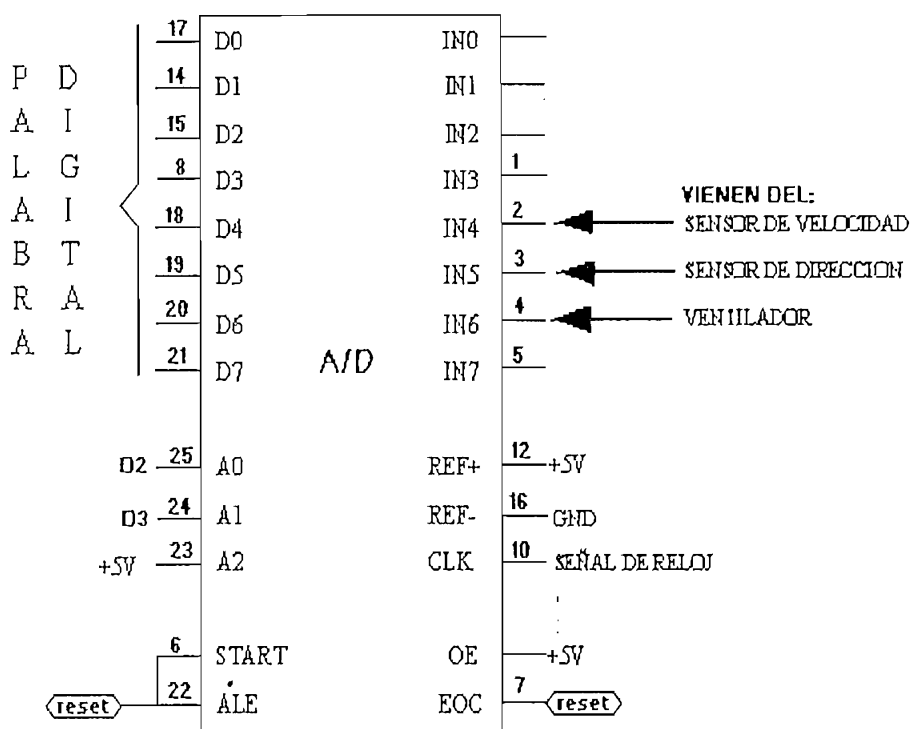 PALABRA
DIGITAL
17 D0
14 D1
15 D2
8 D3
18 D4
19 D5
20 D6
21 D7
A/D
IN0
IN1
IN2
1 IN3
2 IN4
3 IN5
4 IN6
5 IN7
VIENEN DEL:
SENSOR DE VELOCIDAD
SENSOR DE DIRECCION
VENTILADOR
D2 25 A0
D3 24 A1
+5V 23 A2
6 START
reset 22 ALE
REF+ 12 +5V
REF- 16 GND
CLK 10 SEÑAL DE RELOJ
OE +5V
EOC 7 reset